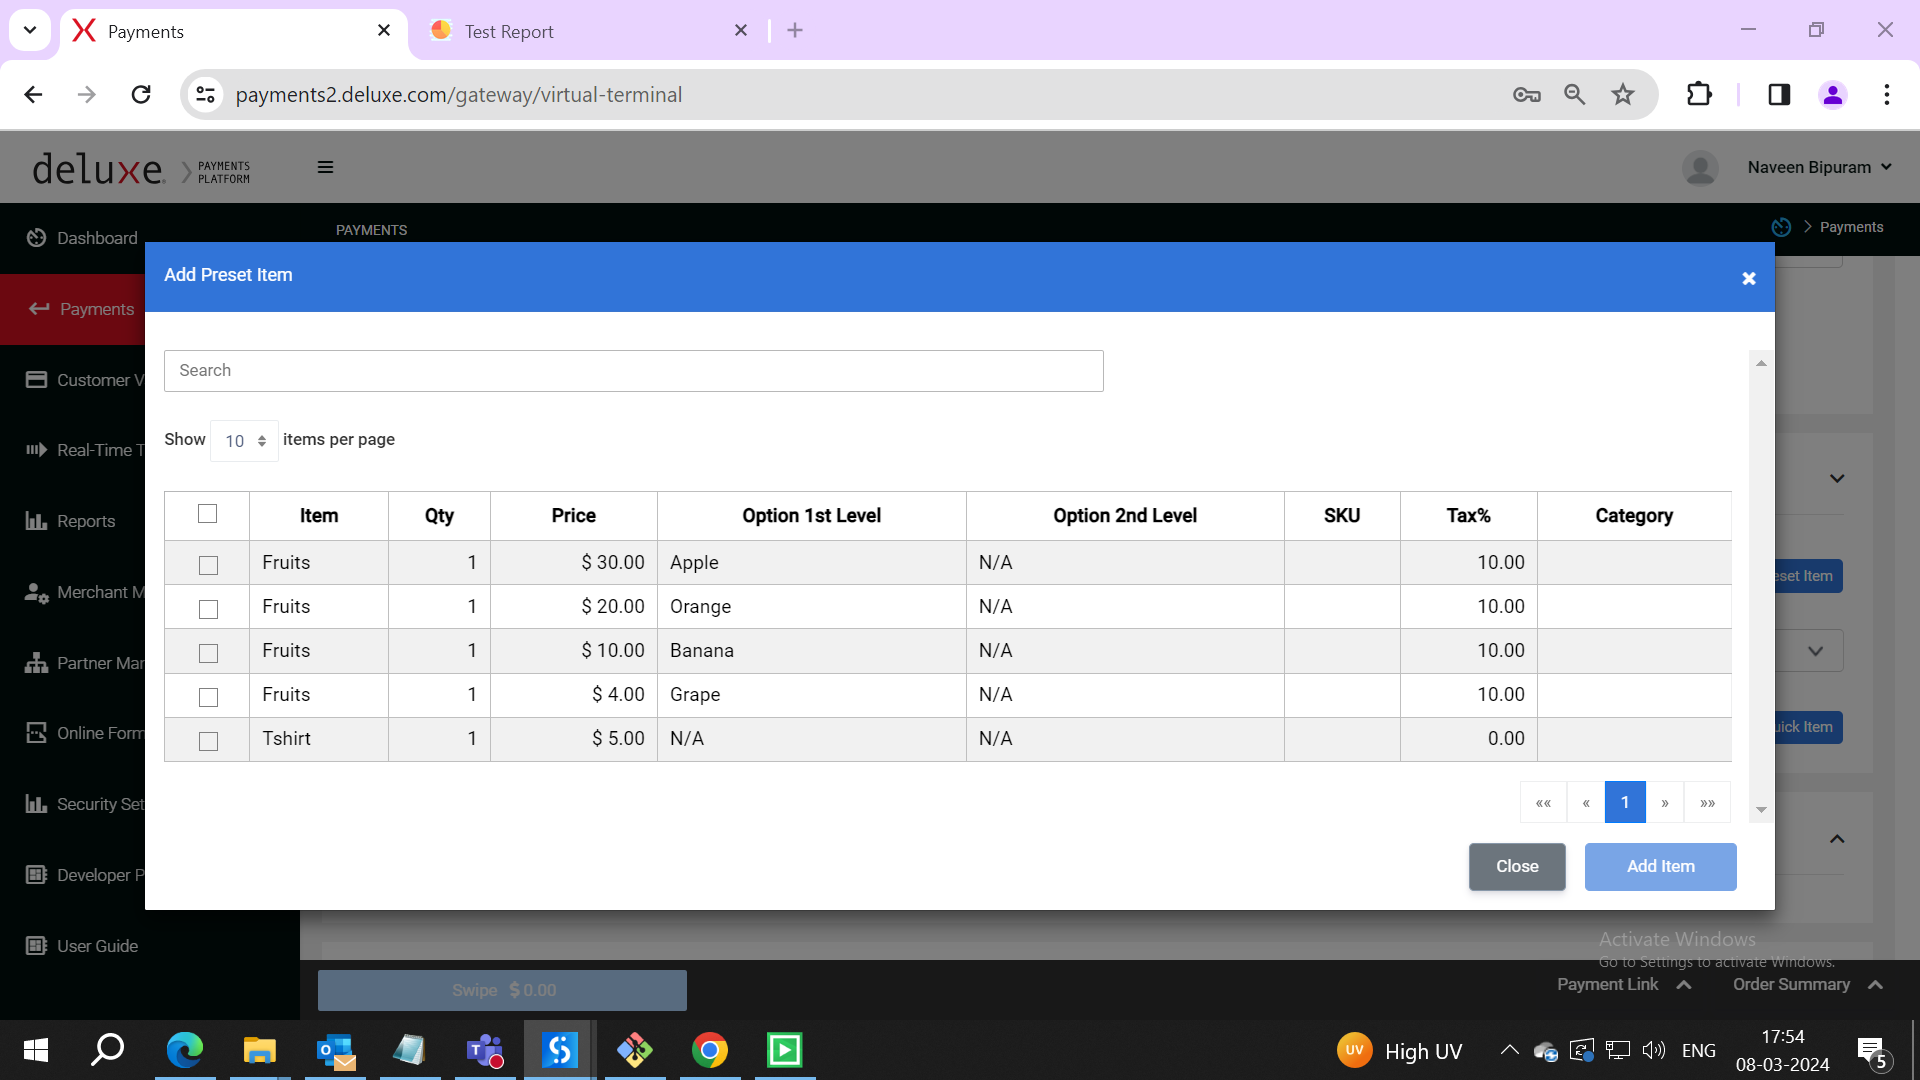 Payments
Test Report
payments2.deluxe.com/gateway/virtual-terminal
deluxe. PAYMENTS PLATFORM
Naveen Bipuram
Dashboard
PAYMENTS
Payments
Add Preset Item
Payments
Search
Customer V
Show 10 items per page
Real-Time T
Item Qty Price Option 1st Level Option 2nd Level SKU Tax% Category
Reports
Fruits 1 $ 30.00 Apple N/A 10.00
eset Item
Merchant M
Fruits 1 $ 20.00 Orange N/A 10.00
Fruits 1 $ 10.00 Banana N/A 10.00
Partner Mar
Fruits 1 $ 4.00 Grape N/A 10.00
Online Form
Tshirt 1 $ 5.00 N/A N/A 0.00
uick Item
«« « 1 » »»
Security Set
Close Add Item
Developer P
User Guide
Activate Windows
Go to Settings to activate Windows.
Swipe $ 0.00
Payment Link Order Summary
UV High UV ENG 17:54
08-03-2024
5